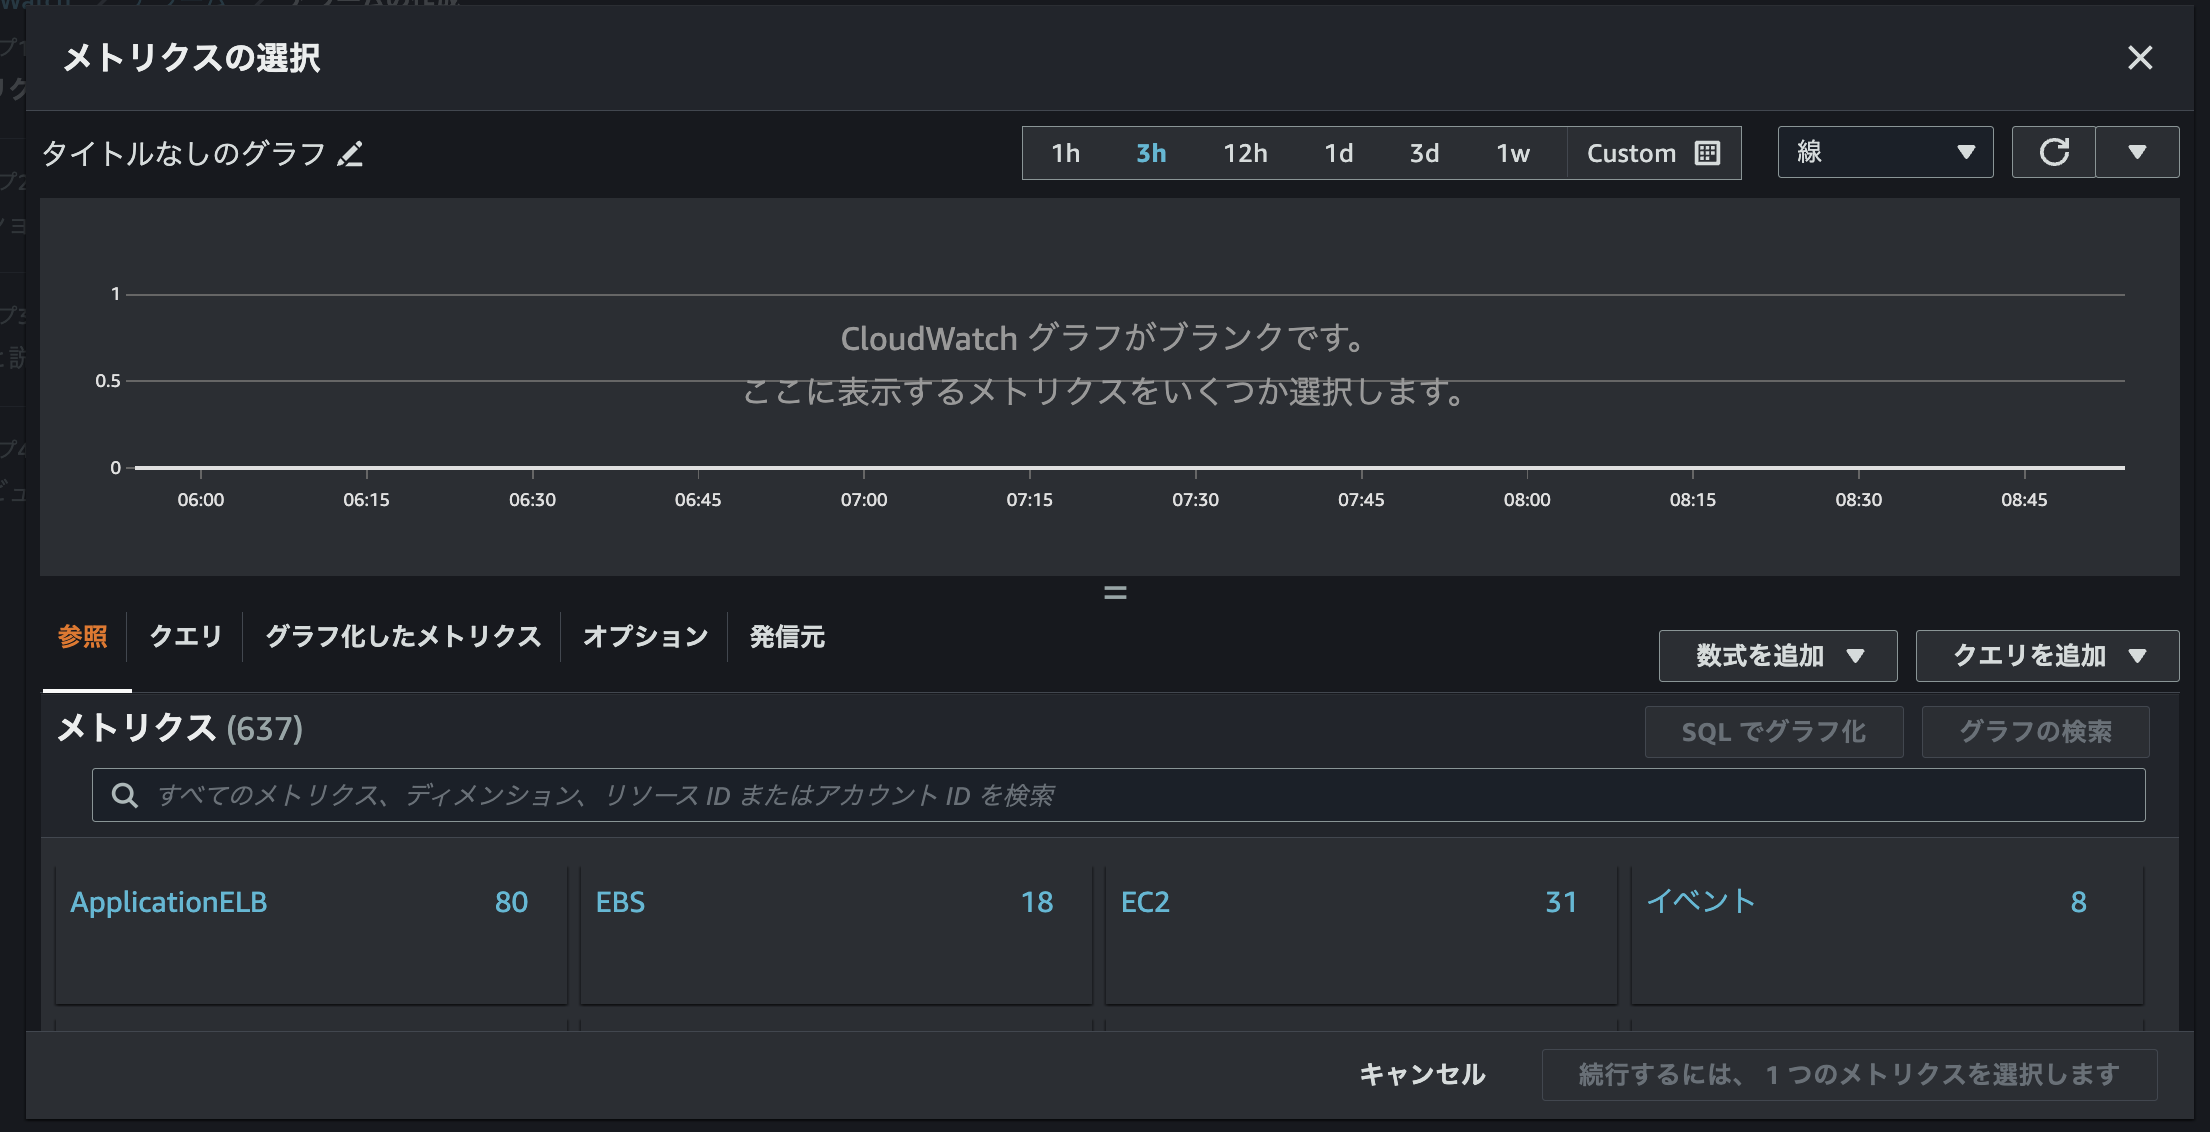 メトリクスの選択
タイトルなしのグラフ
1h 3h 12h 1d 3d 1w Custom
線
1
CloudWatch グラフがブランクです。
0.5
ここに表示するメトリクスをいくつか選択します。
0
06:00 06:15 06:30 06:45 07:00 07:15 07:30 07:45 08:00 08:15 08:30 08:45
参照 クエリ グラフ化したメトリクス オプション 発信元
数式を追加 クエリを追加
メトリクス (637)
SQL でグラフ化 グラフの検索
すべてのメトリクス、ディメンション、リソース ID またはアカウント ID を検索
ApplicationELB 80 EBS 18 EC2 31 イベント 8
キャンセル 続行するには、 1 つのメトリクスを選択します